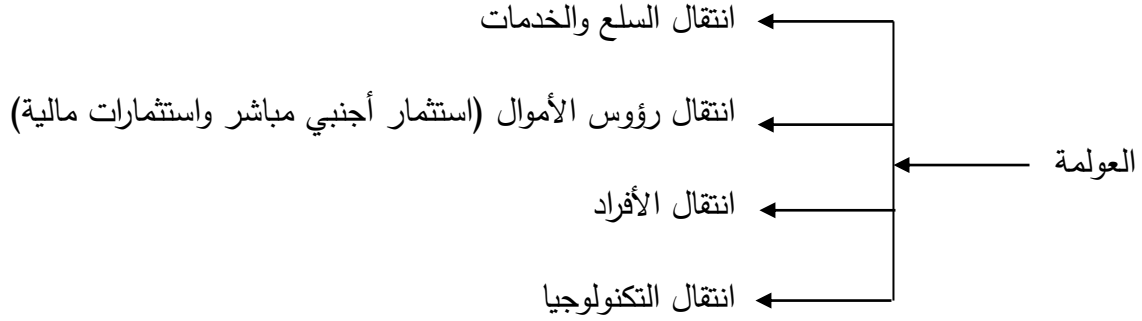 انتقال السلع والخدمات
انتقال رؤوس الأموال (استثمار أجنبي مباشر واستثمارات مالية)
العولمة
انتقال الأفراد
انتقال التكنولوجيا